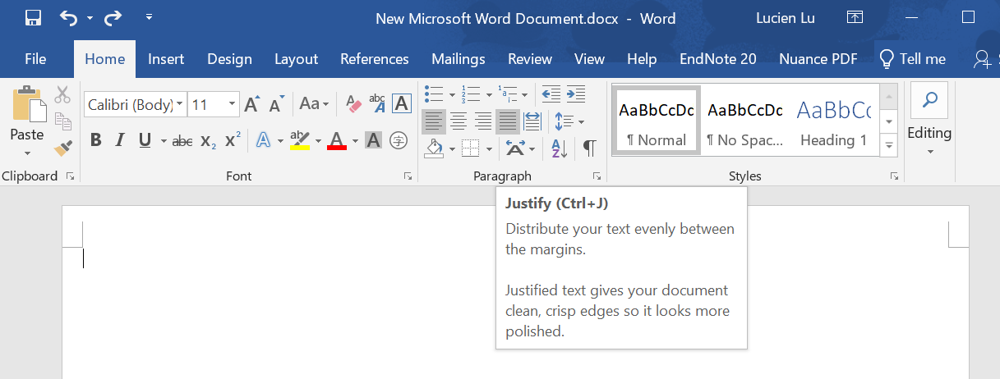 New Microsoft Word Document.docx - Word
Lucien Lu
File Home Insert Design Layout References Mailings Review View Help EndNote 20 Nuance PDF Tell me
Calibri (Body) 11 Aa abc A A
AaBbCcDc AaBbCcDc AaBbCc
Paste
B I U abc X2 X2 A ab A A 字
A Z
¶ Normal ¶ No Spac... Heading 1
Editing
Clipboard Font Paragraph Styles
Justify (Ctrl+J)
Distribute your text evenly between
the margins.
Justified text gives your document
clean, crisp edges so it looks more
polished.